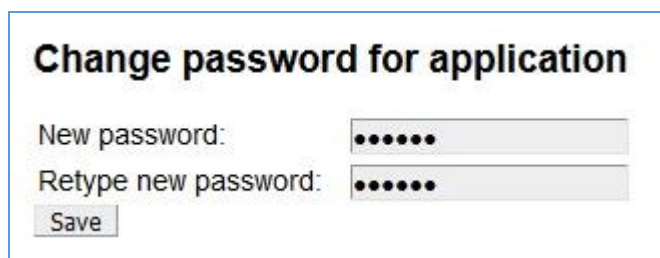 Change password for application
New password: ••••••
Retype new password: ••••••
Save